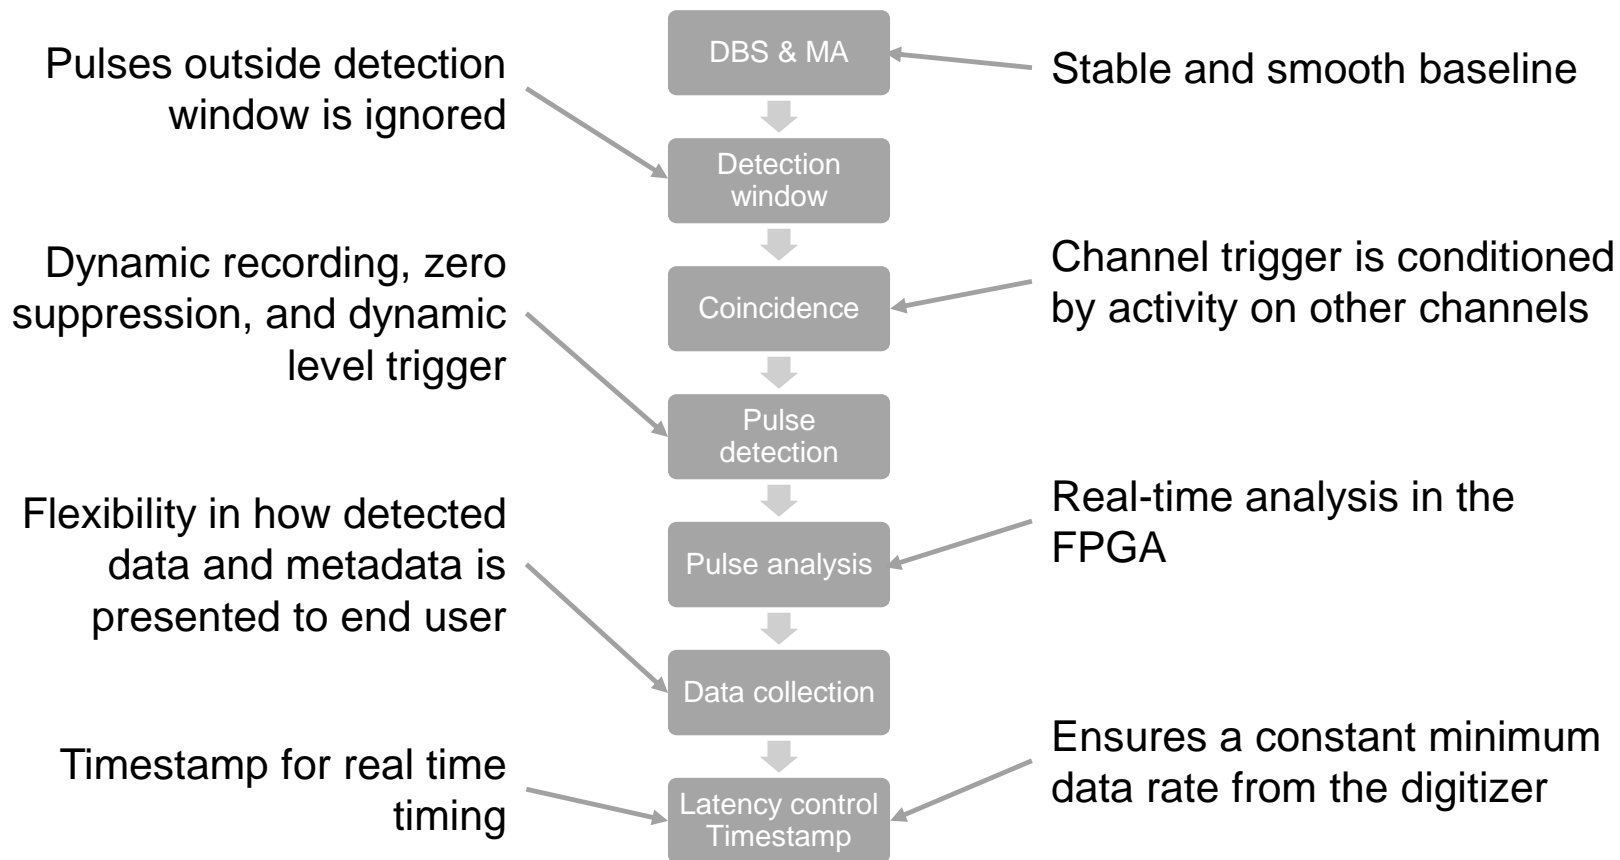 DBS & MA
Stable and smooth baseline
Pulses outside detection
window is ignored
Detection
window
Coincidence
Channel trigger is conditioned
by activity on other channels
Dynamic recording, zero
suppression, and dynamic
level trigger
Pulse
detection
Pulse analysis
Real-time analysis in the
FPGA
Flexibility in how detected
data and metadata is
presented to end user
Data collection
Latency control
Timestamp
Ensures a constant minimum
data rate from the digitizer
Timestamp for real time
timing